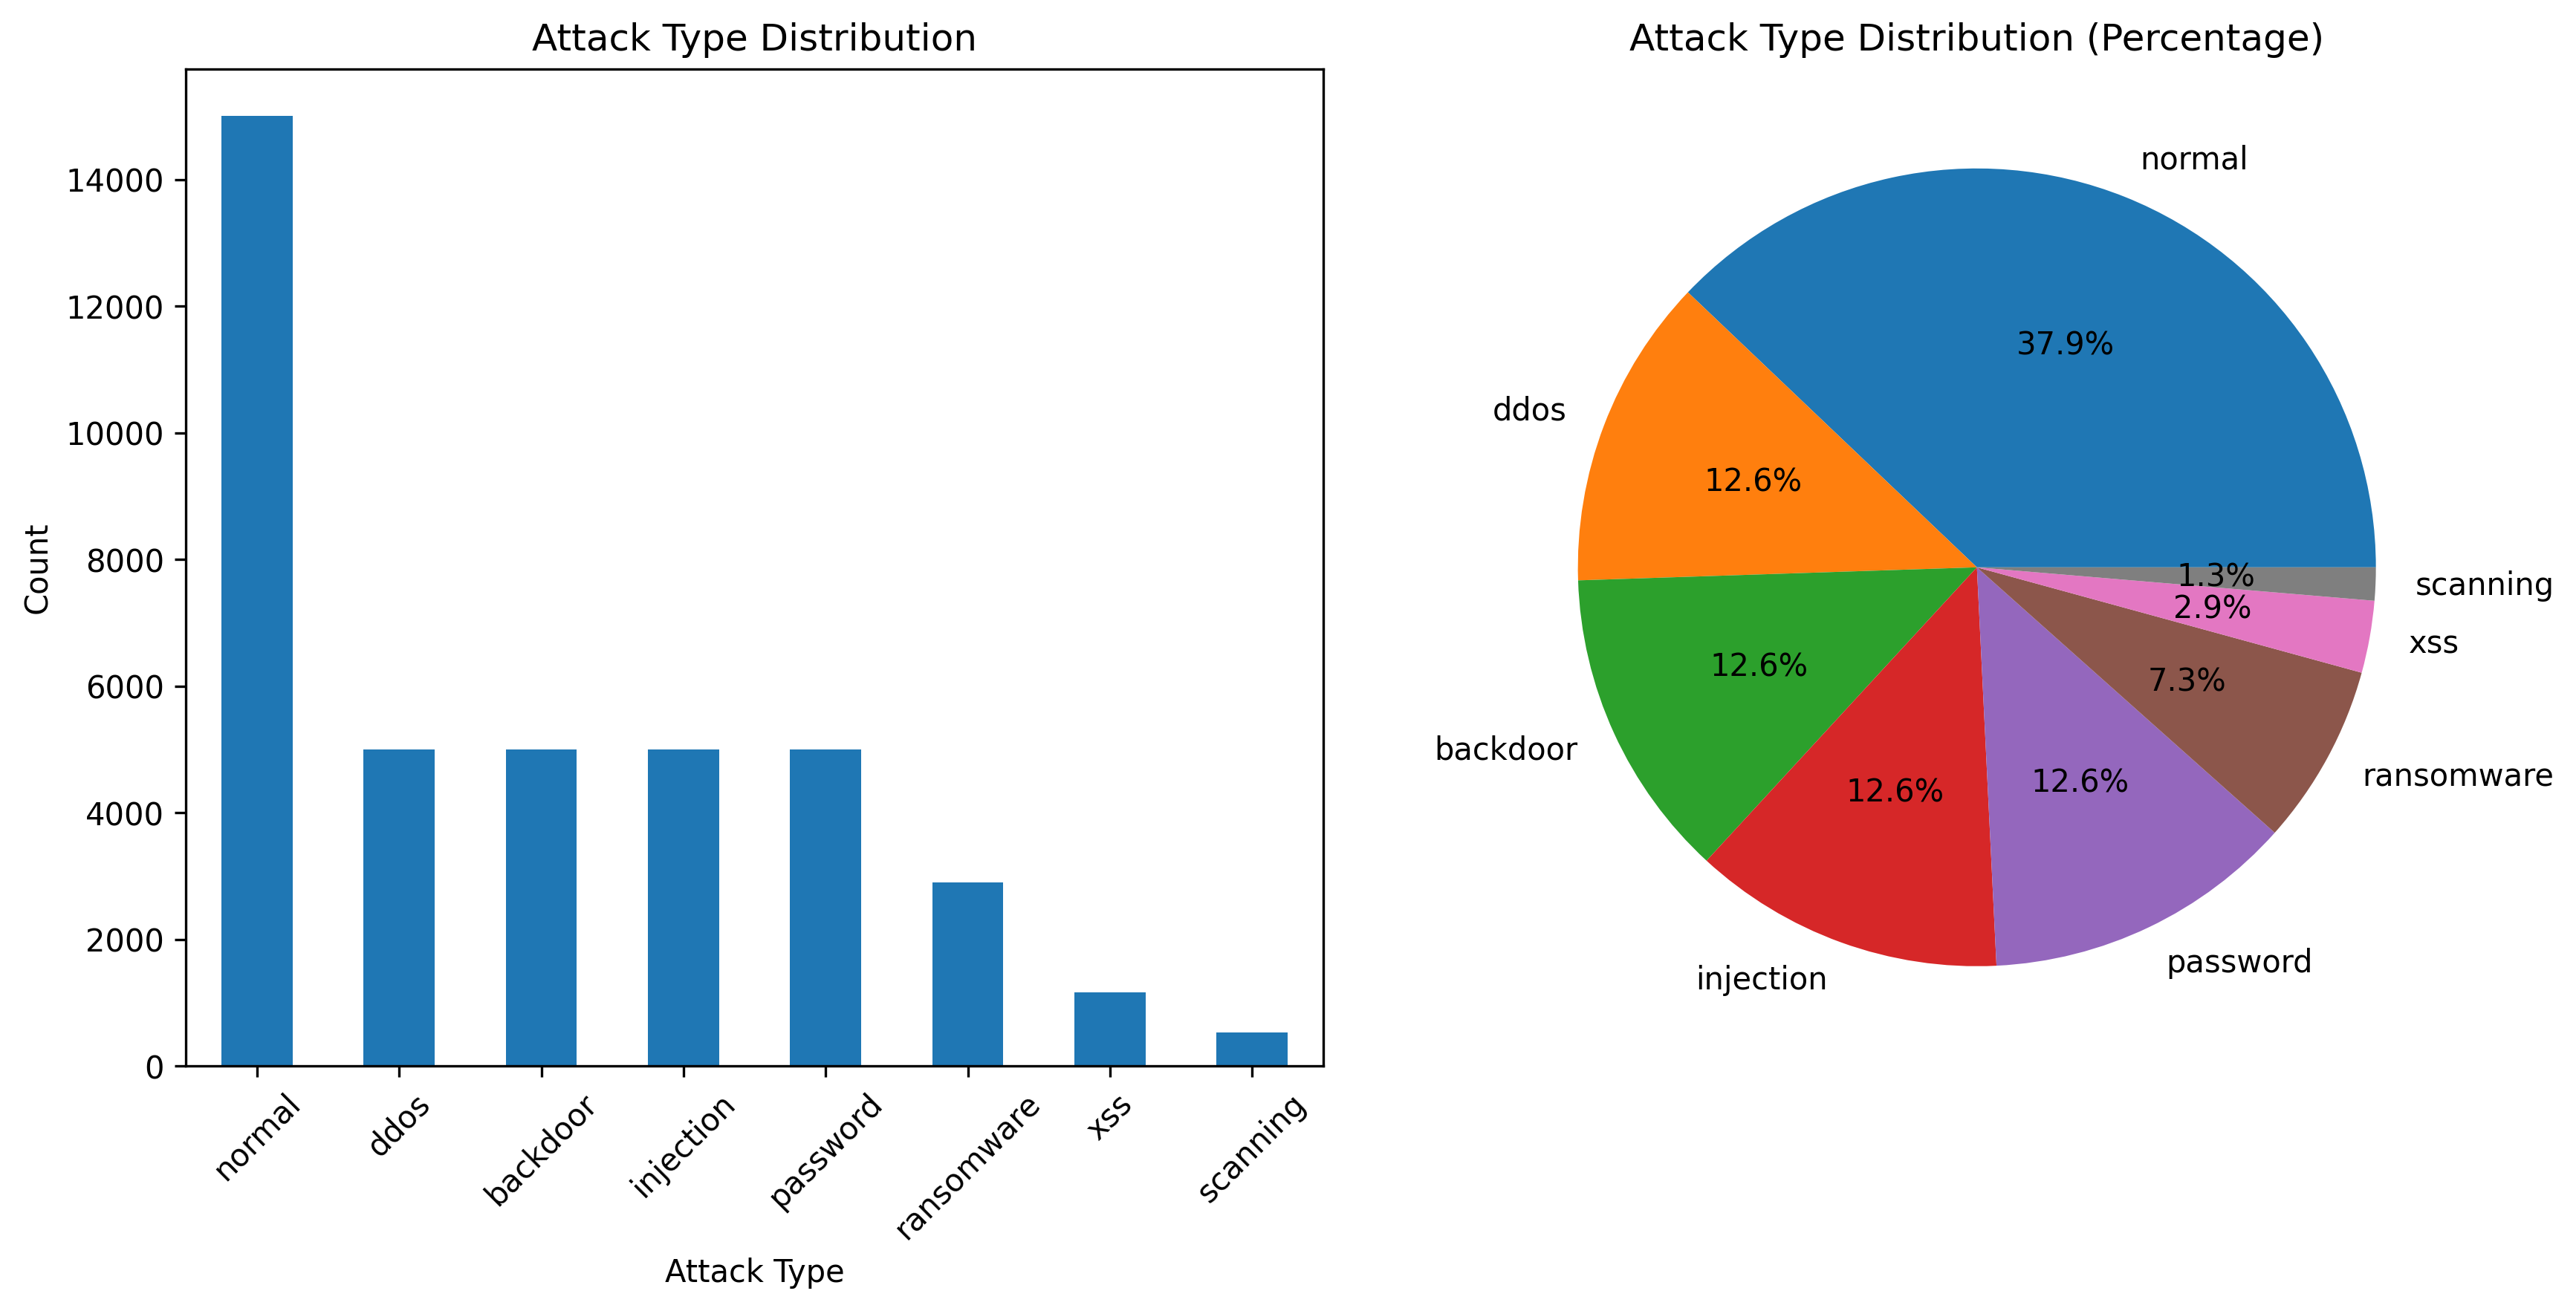 Attack Type Distribution
14000
12000
10000
8000
6000
4000
2000
0
Count
normal
ddos
backdoor
injection
password
ransomware
xss
scanning
Attack Type
Attack Type Distribution (Percentage)
normal
37.9%
ddos
12.6%
backdoor
12.6%
injection
12.6%
password
12.6%
ransomware
7.3%
xss
2.9%
scanning
1.3%